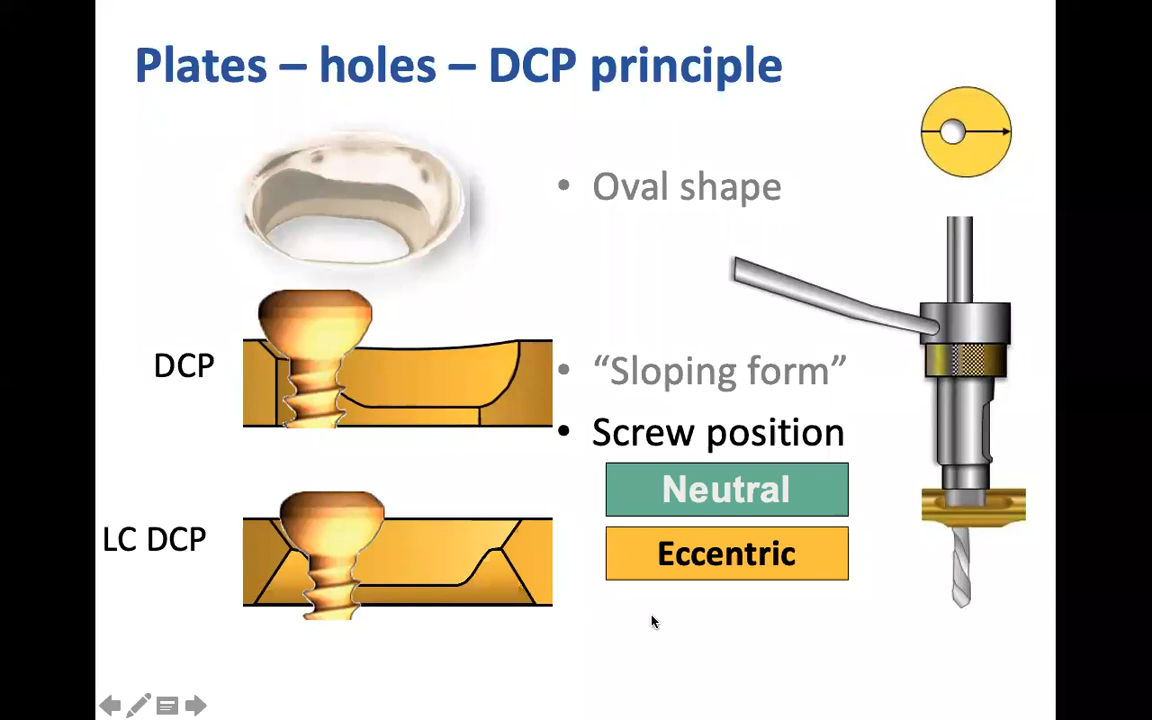 Plates – holes – DCP principle
• Oval shape
DCP
• “Sloping form”
• Screw position
Neutral
LC DCP
Eccentric